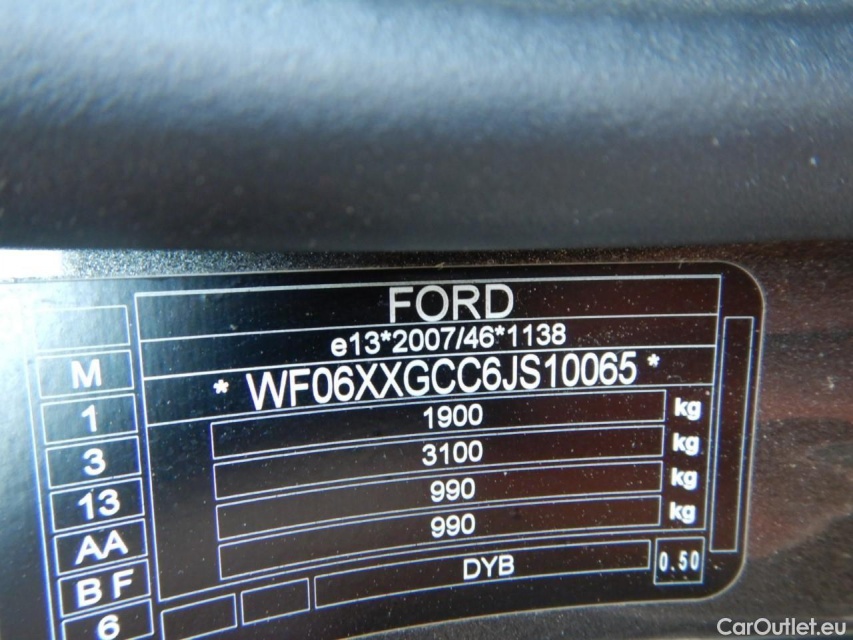 FORD
e13*2007/46*1138
* WF06XXGCC6JS10065 *
1900 kg
3100 kg
990 kg
990 kg
DYB 0.50
M
1
3
13
AA
B F
6
CarOutlet.eu